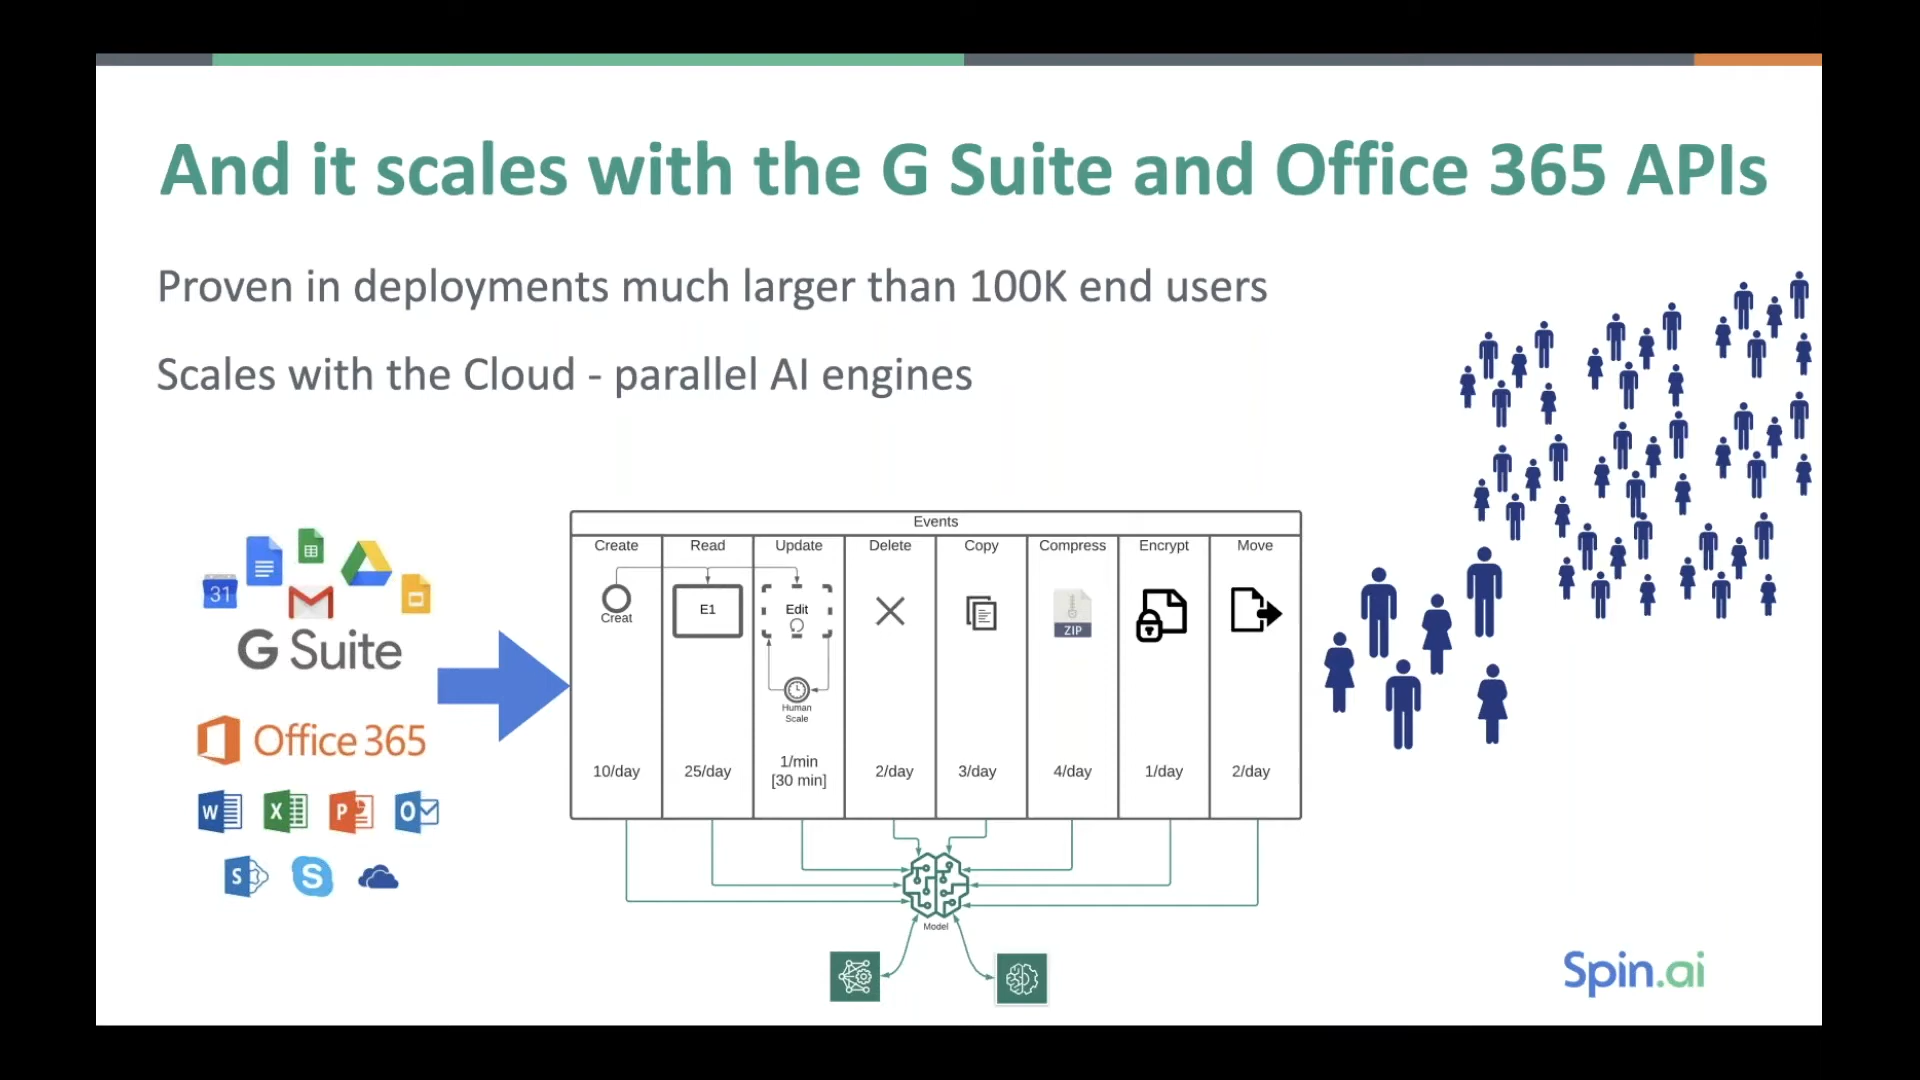 And it scales with the G Suite and Office 365 APIs
Proven in deployments much larger than 100K end users
Scales with the Cloud - parallel AI engines
31
G Suite
Office 365
W
X
P
O
S
S
Events
Create
Read
Update
Delete
Copy
Compress
Encrypt
Move
Creat
E1
Edit
ZIP
Human
Scale
10/day
25/day
1/min
[30 min]
2/day
3/day
4/day
1/day
2/day
Model
Spin.ai